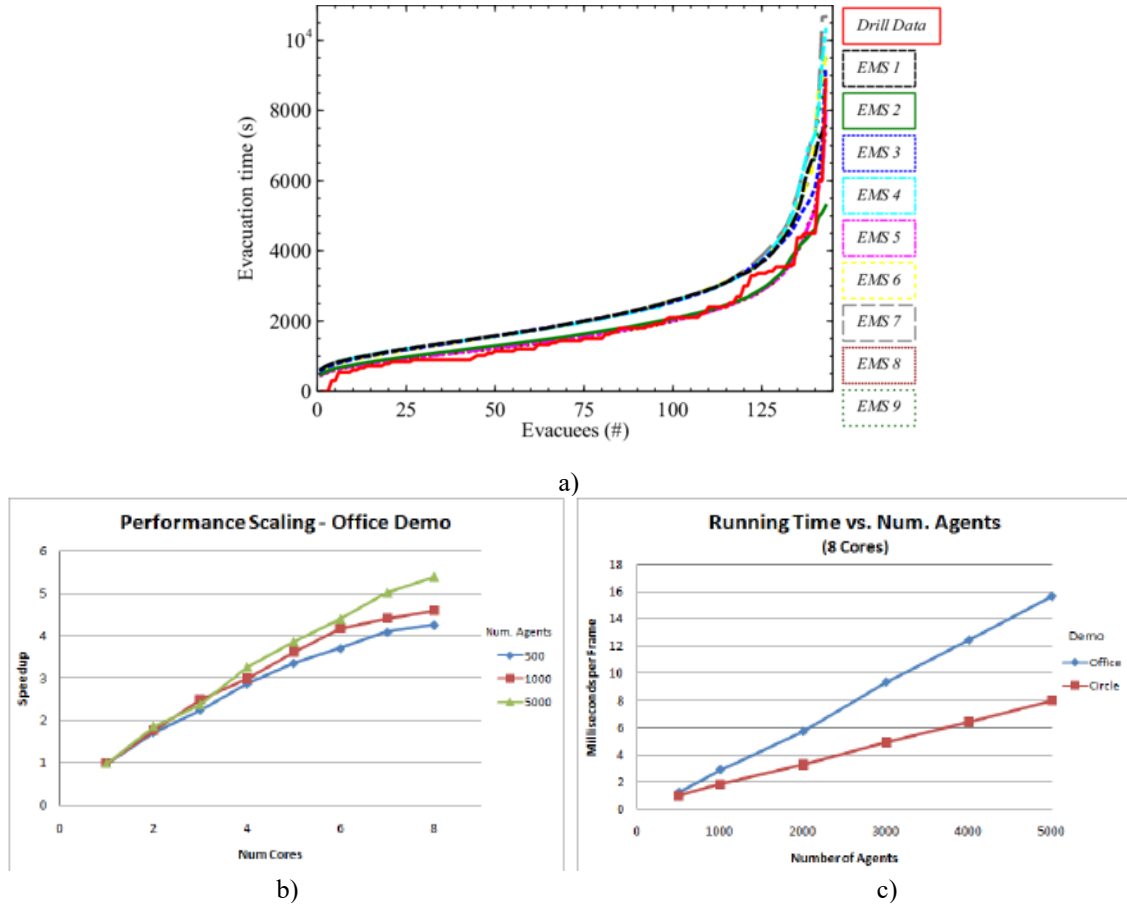 10⁴
8000
6000
4000
2000
0
Evacuation time (s)
0 25 50 75 100 125
Evacuees (#)
Drill Data
EMS 1
EMS 2
EMS 3
EMS 4
EMS 5
EMS 6
EMS 7
EMS 8
EMS 9
a)
Performance Scaling - Office Demo
6
5
4
3
2
1
0
Speedup
0 2 4 6 8
Num Cores
Num. Agents
500
1000
5000
b)
Running Time vs. Num. Agents
(8 Cores)
18
16
14
12
10
8
6
4
2
0
Milliseconds per Frame
0 1000 2000 3000 4000 5000
Number of Agents
Demo
Office
Circle
c)